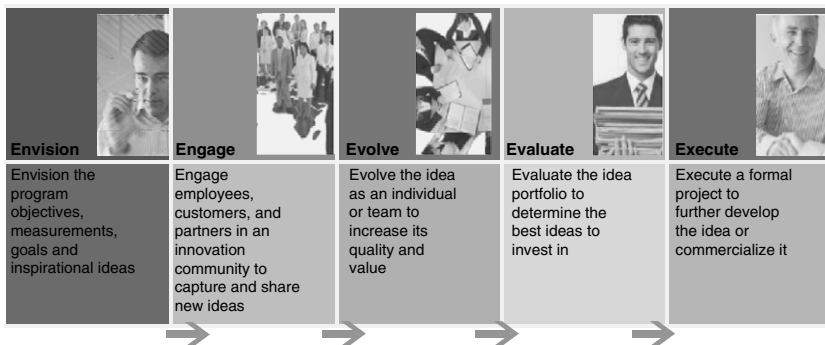 Envision
Engage
Evolve
Evaluate
Execute
Envision the
program
objectives,
measurements,
goals and
inspirational ideas
Engage
employees,
customers, and
partners in an
innovation
community to
capture and share
new ideas
Evolve the idea
as an individual
or team to
increase its
quality and
value
Evaluate the idea
portfolio to
determine the
best ideas to
invest in
Execute a formal
project to
further develop
the idea or
commercialize it